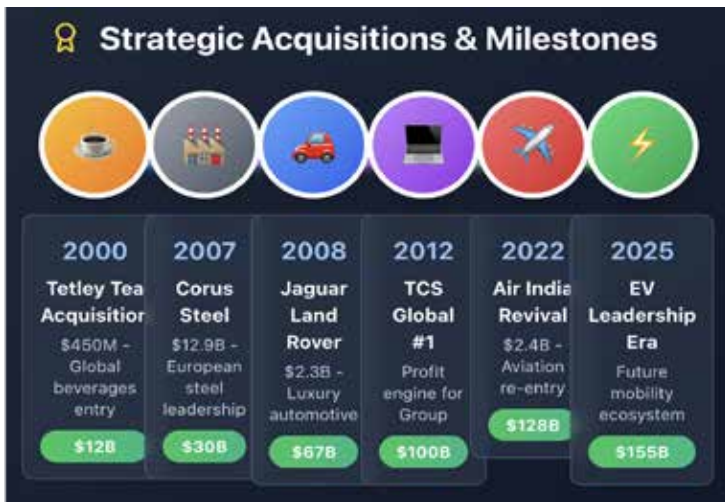 Strategic Acquisitions & Milestones
2000
Tetley Tea
Acquisition
$450M -
Global
beverages
entry
$12B
2007
Corus
Steel
$12.9B -
European
steel
leadership
$30B
2008
Jaguar
Land
Rover
$2.3B -
Luxury
automotive
$67B
2012
TCS
Global
#1
Profit
engine for
Group
$100B
2022
Air India
Revival
$2.4B -
Aviation
re-entry
$128B
2025
EV
Leadership
Era
Future
mobility
ecosystem
$155B